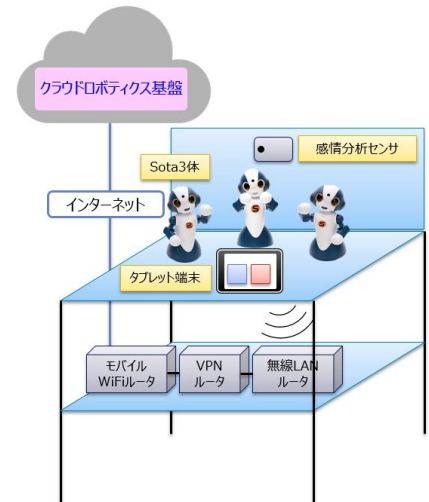 クラウドロボティクス基盤
感情分析センサ
Sota3体
インターネット
タブレット端末
モバイル
WiFiルータ
VPN
ルータ
無線LAN
ルータ